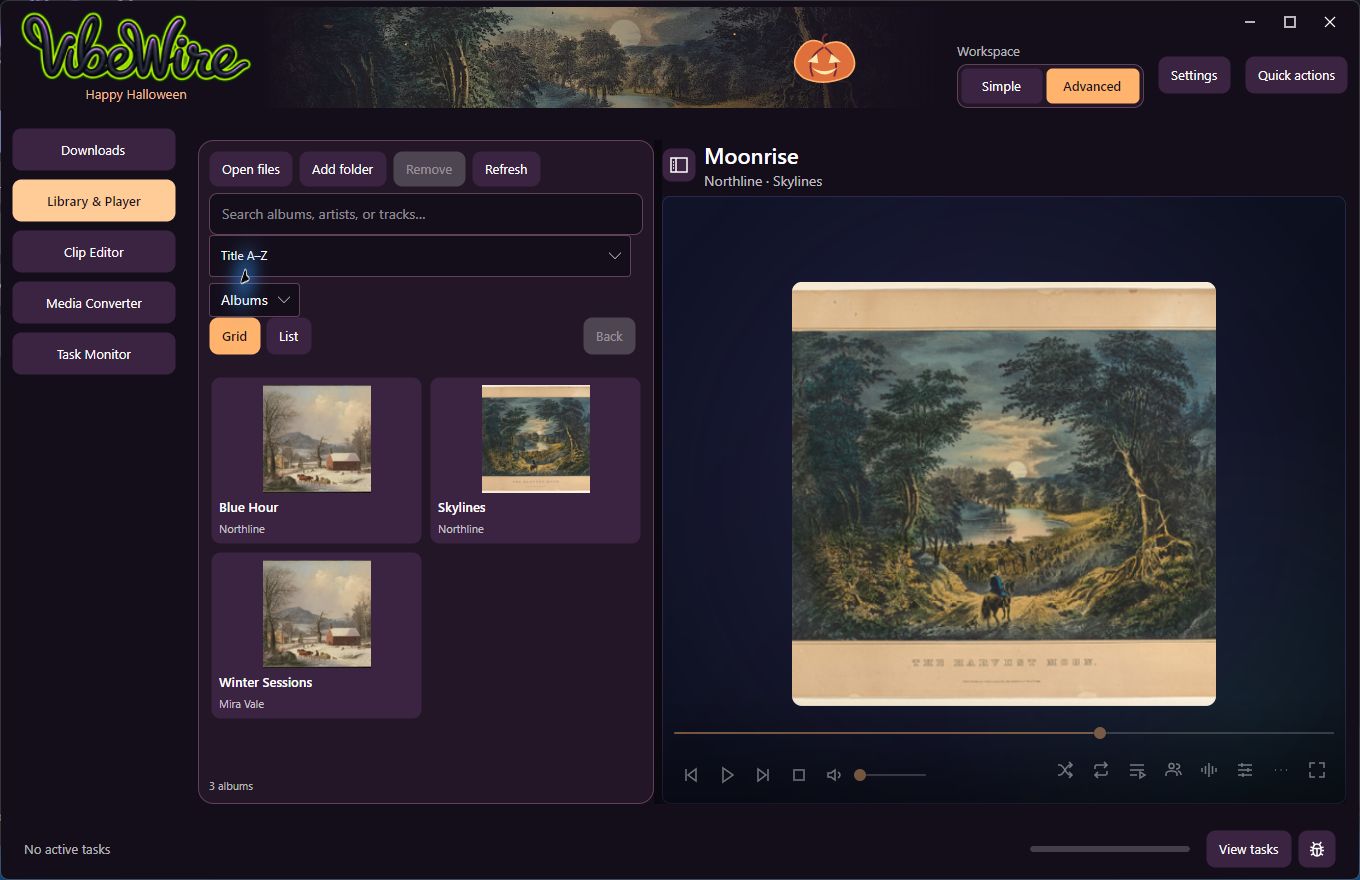 VibeWire
Happy Halloween
Workspace
Simple
Advanced
Settings
Quick actions
Downloads
Library & Player
Clip Editor
Media Converter
Task Monitor
Open files
Add folder
Remove
Refresh
Search albums, artists, or tracks...
Title A–Z
Albums
Grid
List
Back
Blue Hour
Northline
Skylines
Northline
Winter Sessions
Mira Vale
3 albums
Moonrise
Northline · Skylines
THE HARVEST MOON.
No active tasks
View tasks